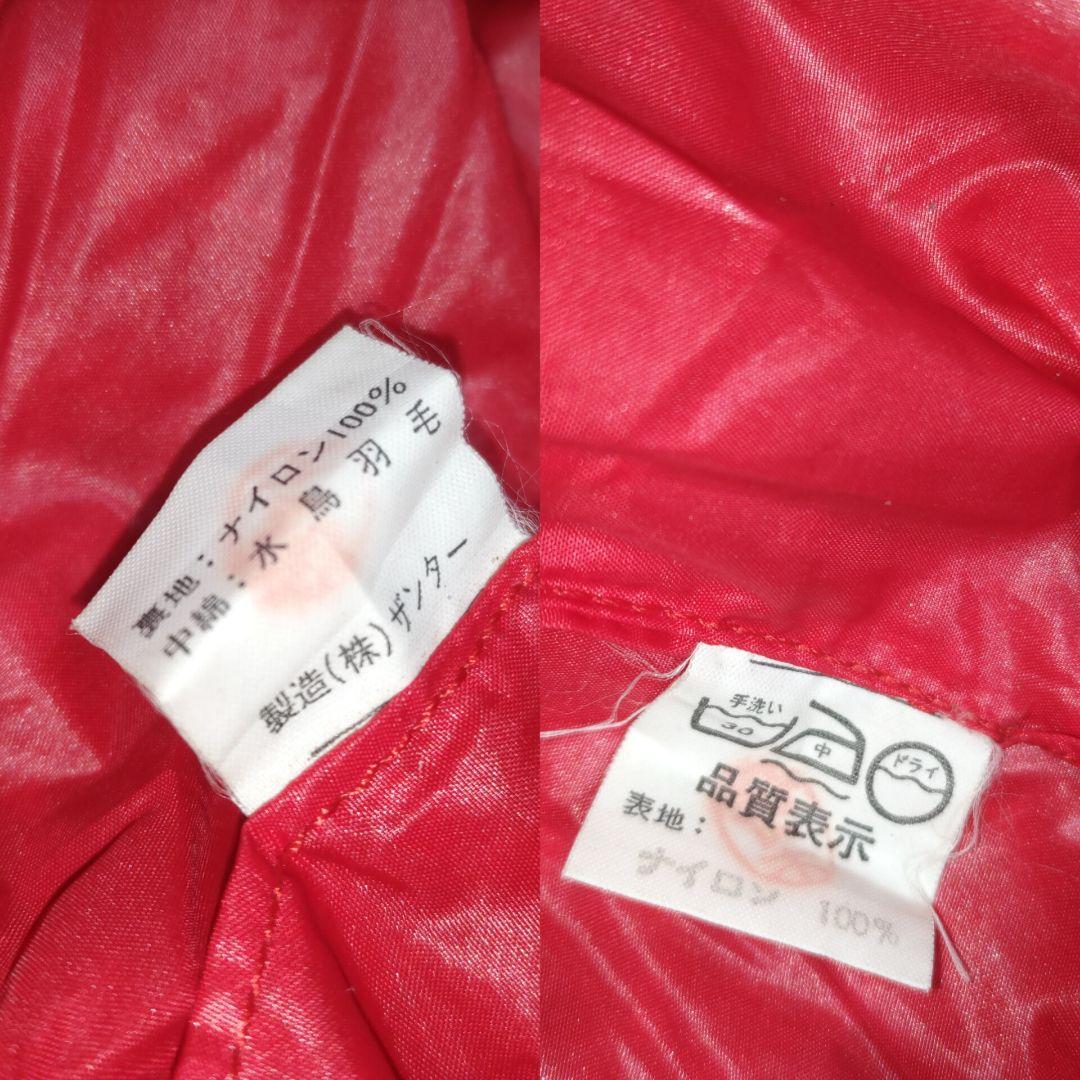 裏地：ナイロン100%
中綿：水鳥羽毛
製造(株)ザンター
手洗い
30
中
ドライ
品質表示
表地：
ナイロン 100%